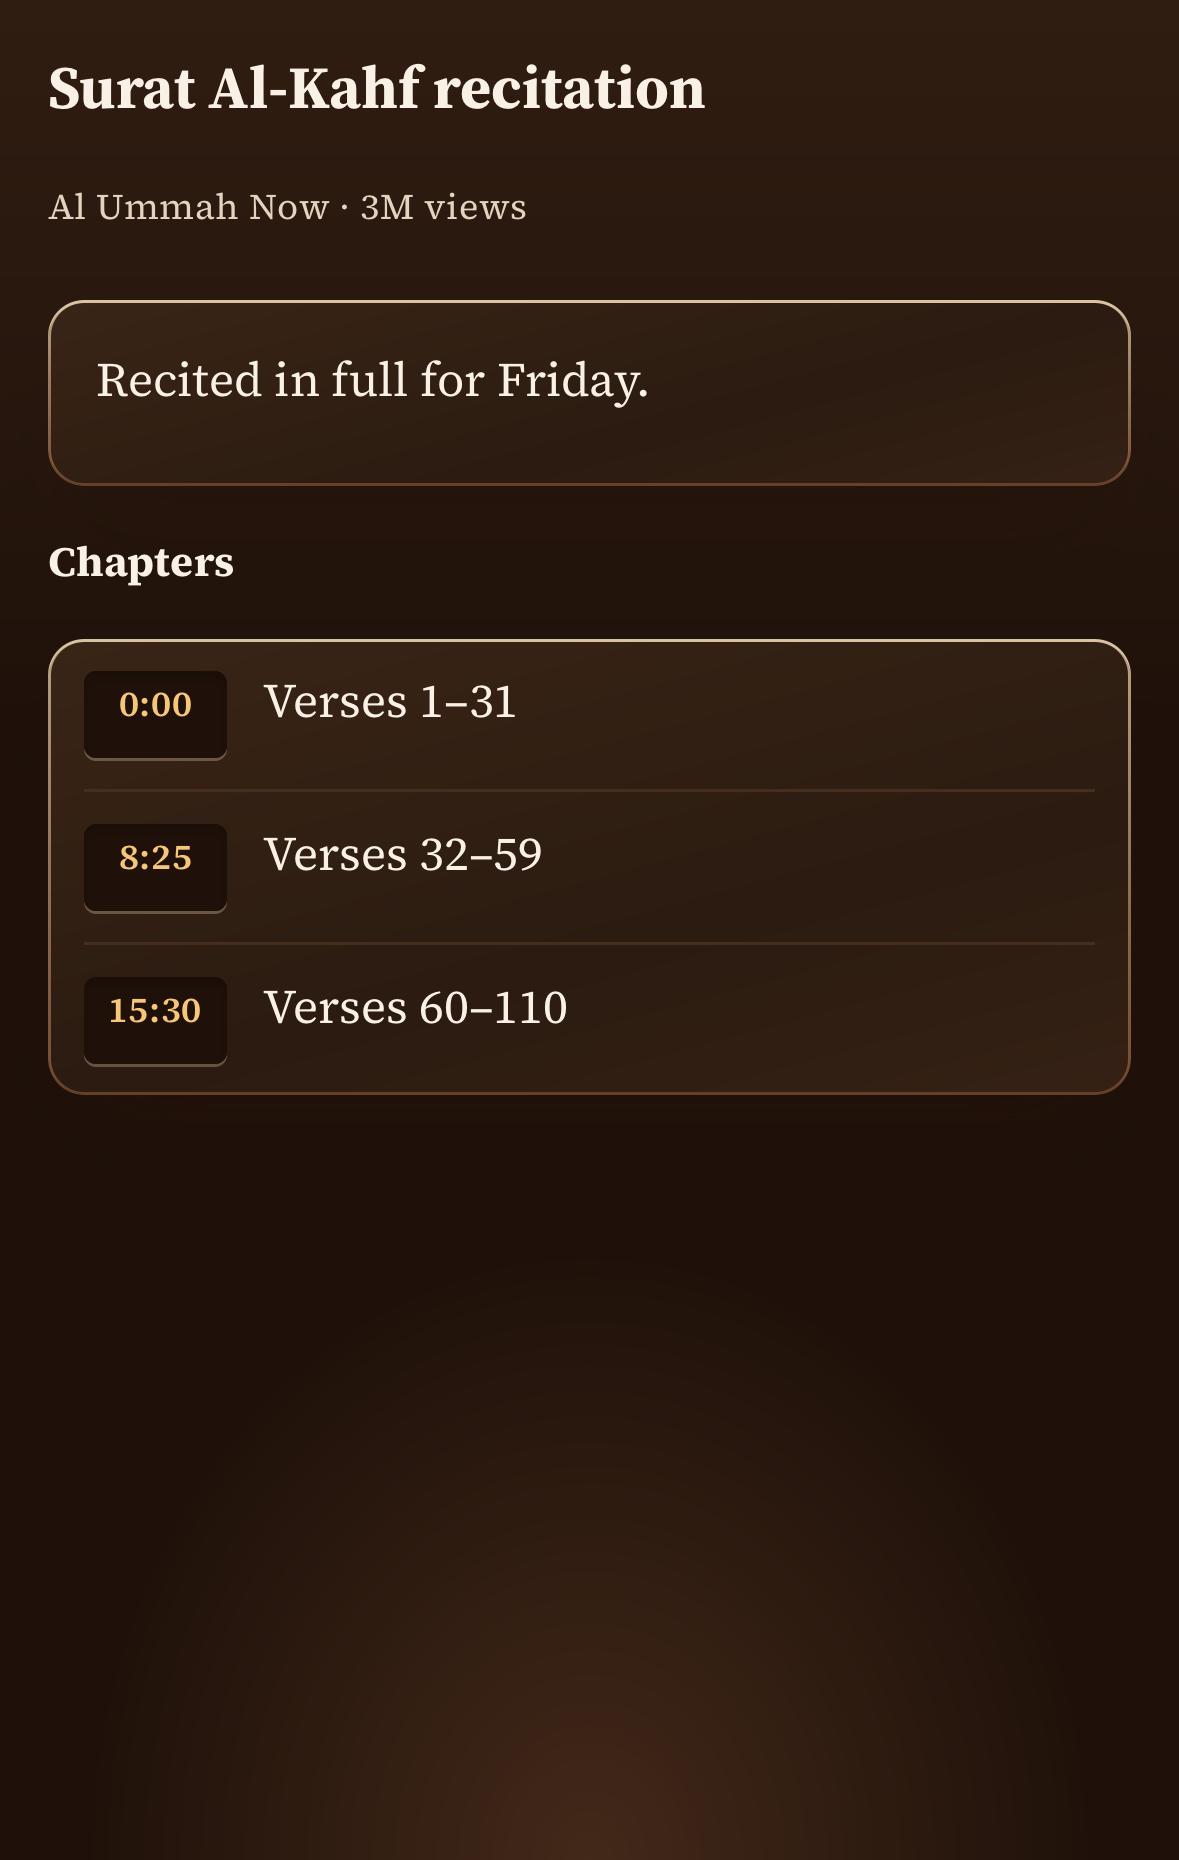 Surat Al-Kahf recitation
Al Ummah Now · 3M views
Recited in full for Friday.
Chapters
0:00 Verses 1–31
8:25 Verses 32–59
15:30 Verses 60–110